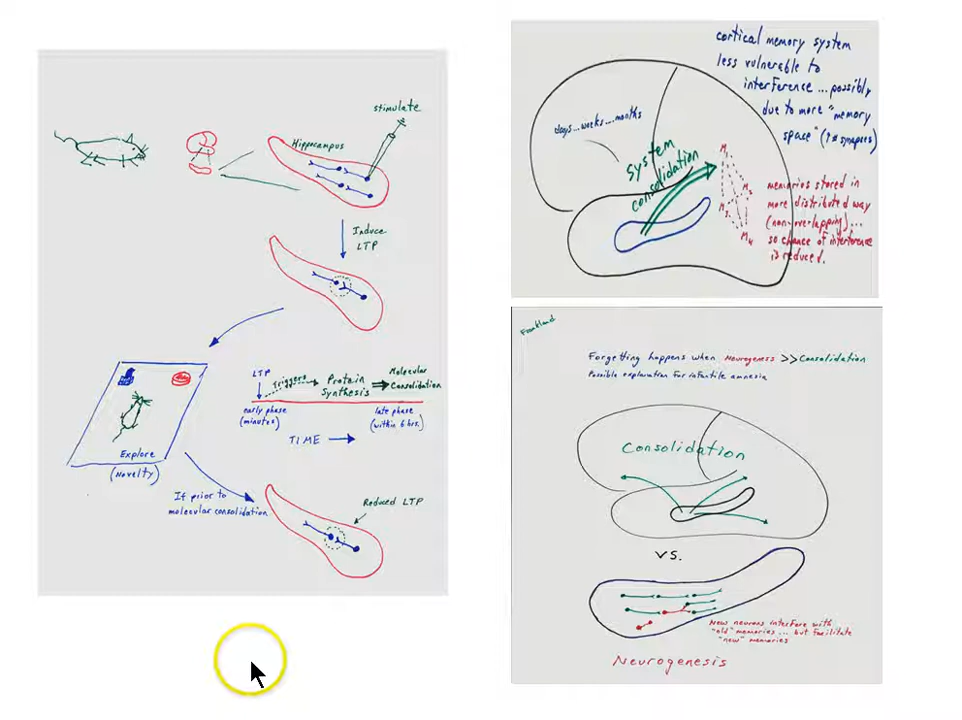 stimulate
Hippocampus
Induce
LTP
LTP
Triggers
Protein
Synthesis
Molecular
Consolidation
early phase
(minutes)
late phase
(within 6 hrs.)
TIME
Explore
(Novelty)
If prior to
molecular consolidation
Reduced LTP
cortical memory system
less vulnerable to
interference ... possibly
due to more "memory
space" (↑# synapses)
days...weeks...months
System
consolidation
M₁
M₂
M₃
M₄
memories stored in
more distributed way
(non-overlapping)...
so chance of interference
is reduced.
Frankland
Forgetting happens when Neurogenesis >> Consolidation
Possible explanation for infantile amnesia
Consolidation
vs.
New neurons interfere with
"old" memories ... but facilitate
"new" memories
Neurogenesis